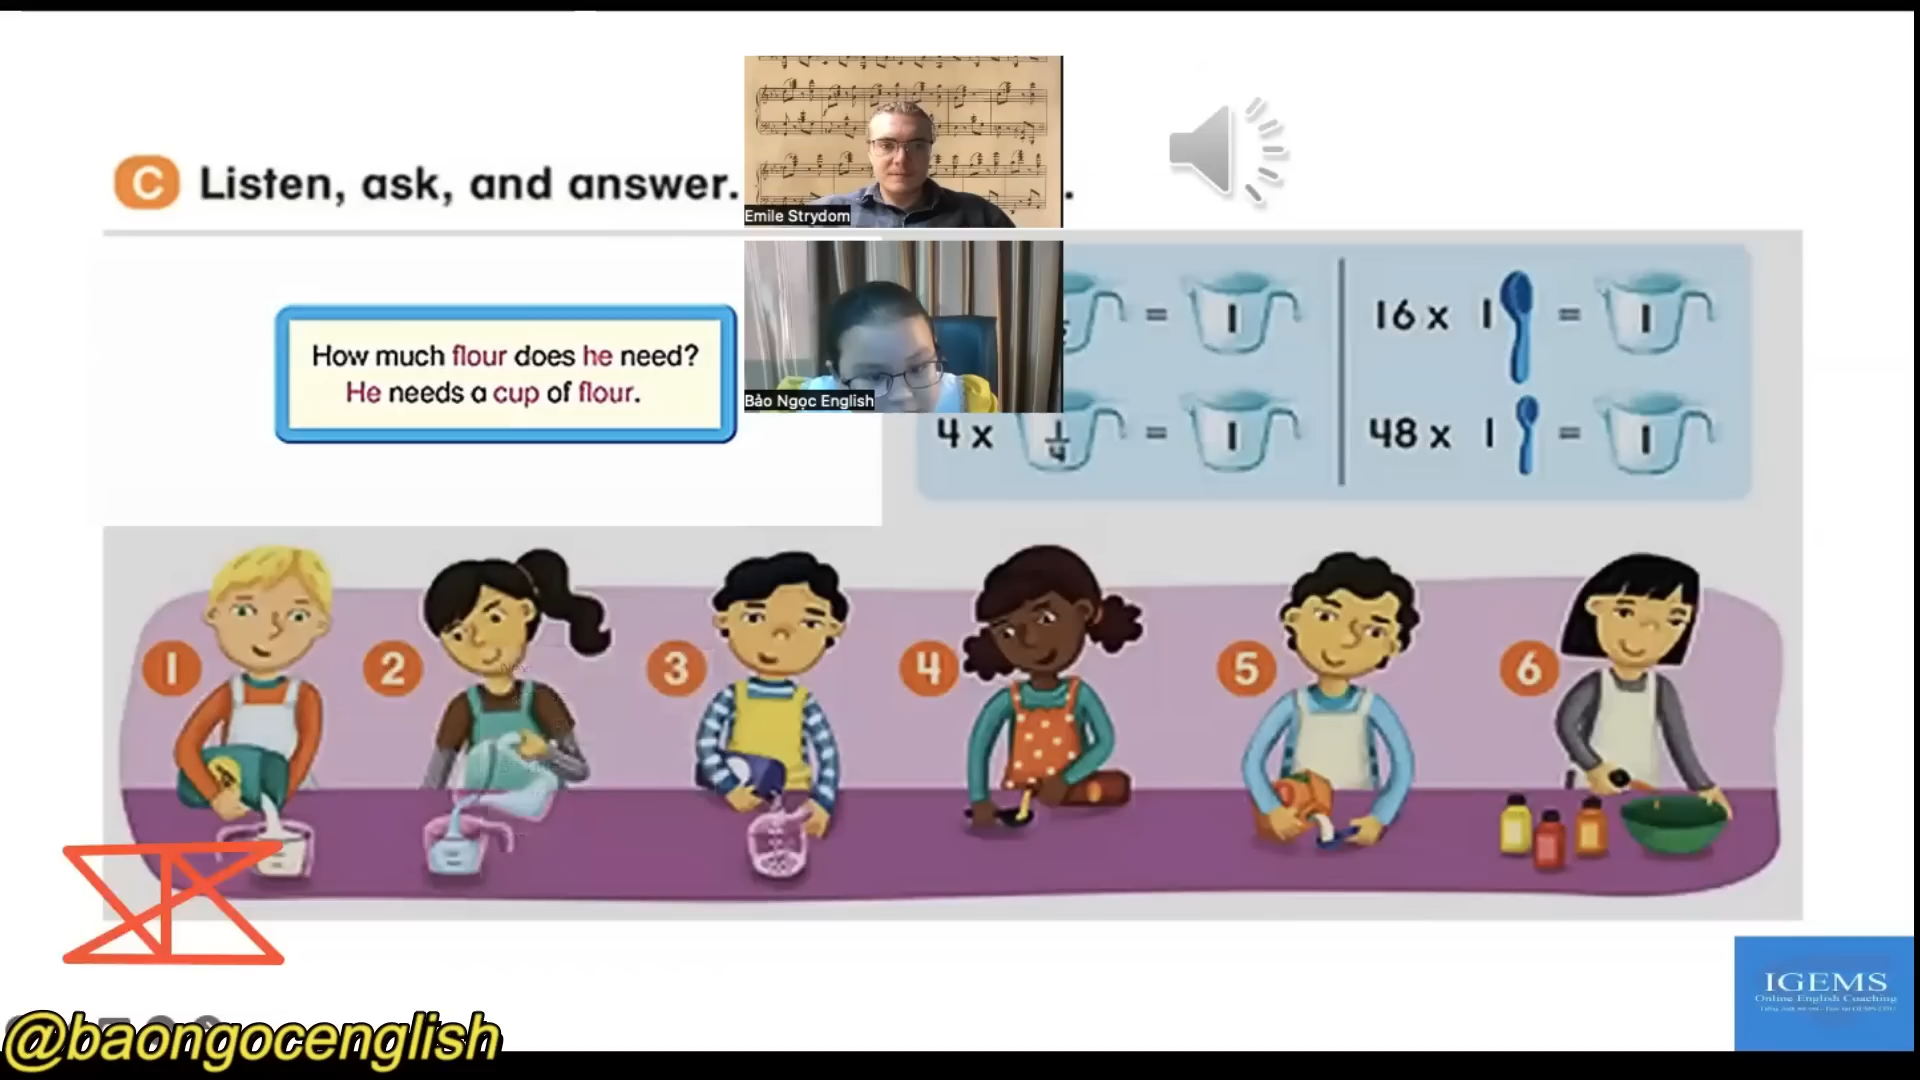 C Listen, ask, and answer.
.
Emile Strydom
Bảo Ngọc English
How much flour does he need?
He needs a cup of flour.
= 1
16 x 1 = 1
4 x 1/4 = 1
48 x 1 = 1
1 2 3 4 5 6
IGEMS
Online English Coaching
@baongocenglish